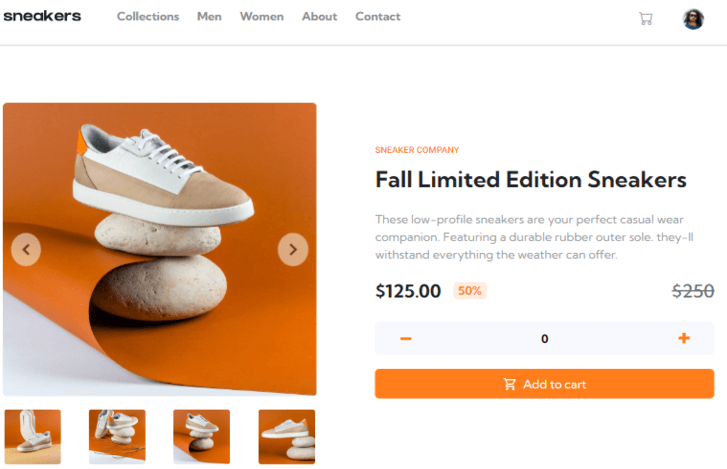 sneakers Collections Men Women About Contact
SNEAKER COMPANY
Fall Limited Edition Sneakers
These low-profile sneakers are your perfect casual wear
companion. Featuring a durable rubber outer sole. they-ll
withstand everything the weather can offer.
$125.00 50% $250
− 0 +
Add to cart